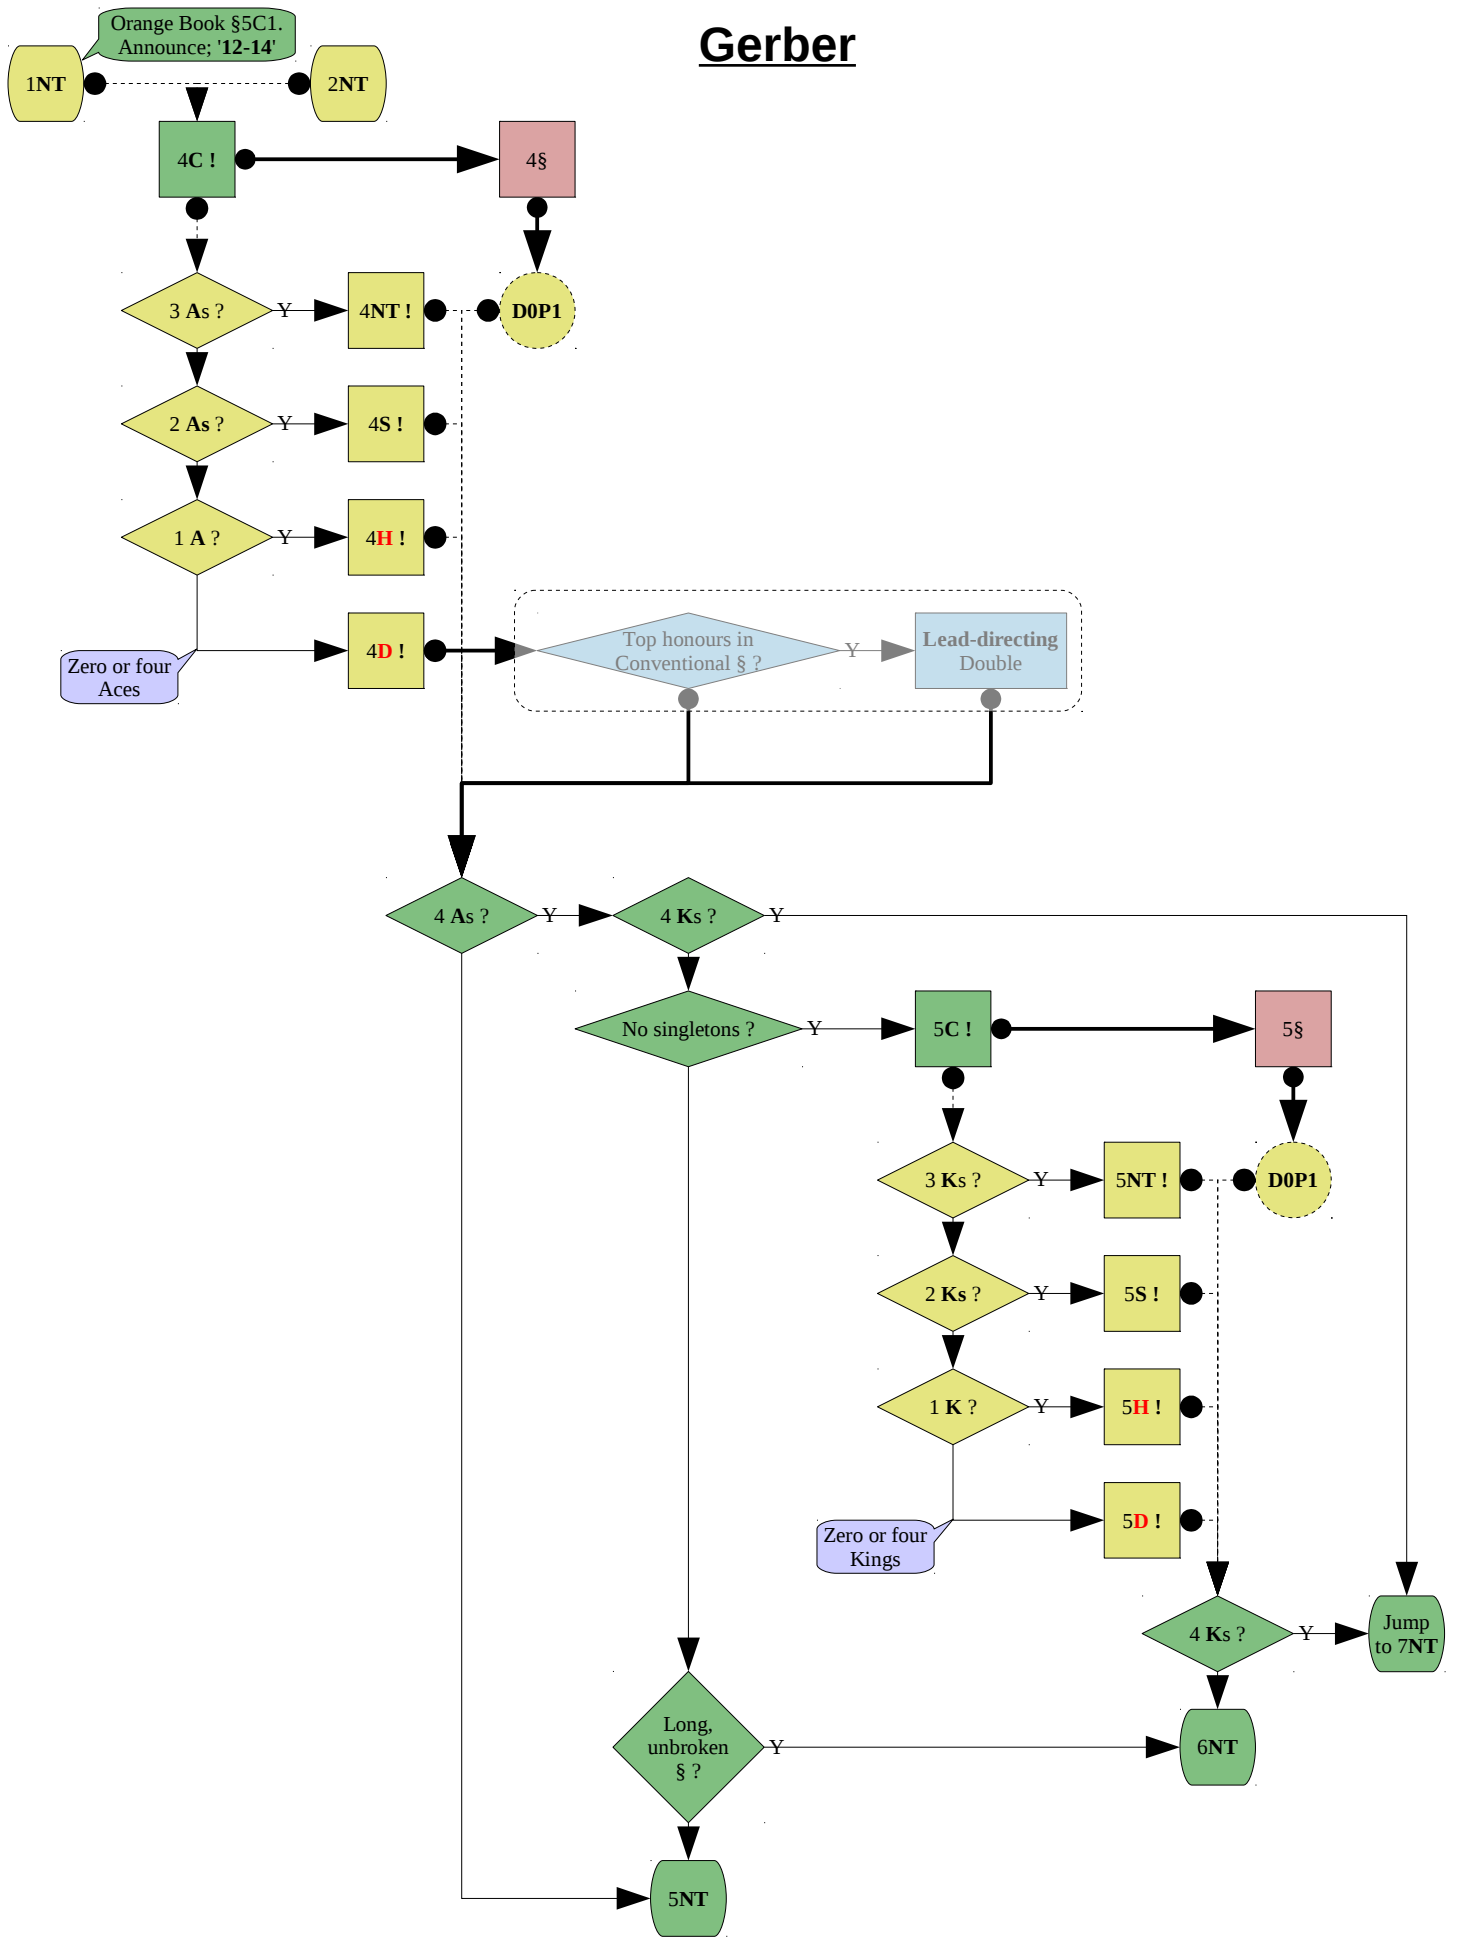 Orange Book §5C1.
Announce; '12-14'
Gerber
1NT
2NT
4C !
4§
3 As ?
Y
4NT !
D0P1
2 As ?
Y
4S !
1 A ?
Y
4H !
Zero or four
Aces
4D !
Top honours in
Conventional § ?
Y
Lead-directing
Double
4 As ?
Y
4 Ks ?
Y
No singletons ?
Y
5C !
5§
3 Ks ?
Y
5NT !
D0P1
2 Ks ?
Y
5S !
1 K ?
Y
5H !
Zero or four
Kings
5D !
4 Ks ?
Y
Jump
to 7NT
Long,
unbroken
§ ?
Y
6NT
5NT